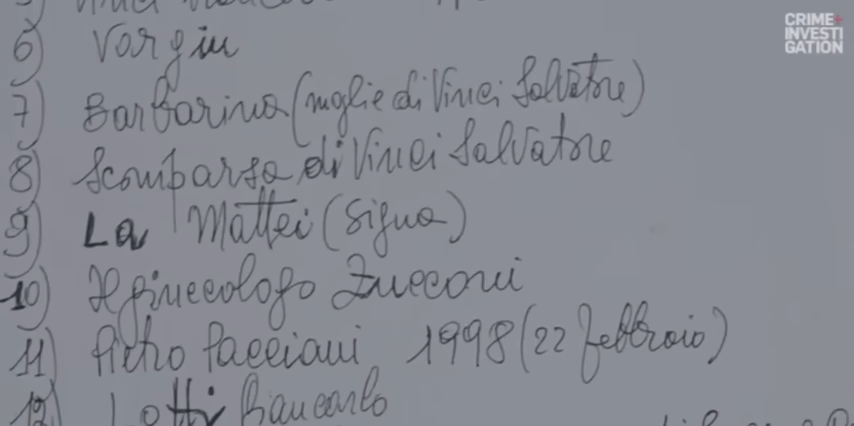 CRIME+
INVESTI
GATION
6) Vargiu
7) Barbarina (moglie di Vinci Salvatore)
8) Scomparsa di Vinci Salvatore
9) La Mattei (Signa)
10) Il ginecologo Zucconi
11) Pietro Pacciani 1998 (22 febbraio)
12) Lotti Giancarlo